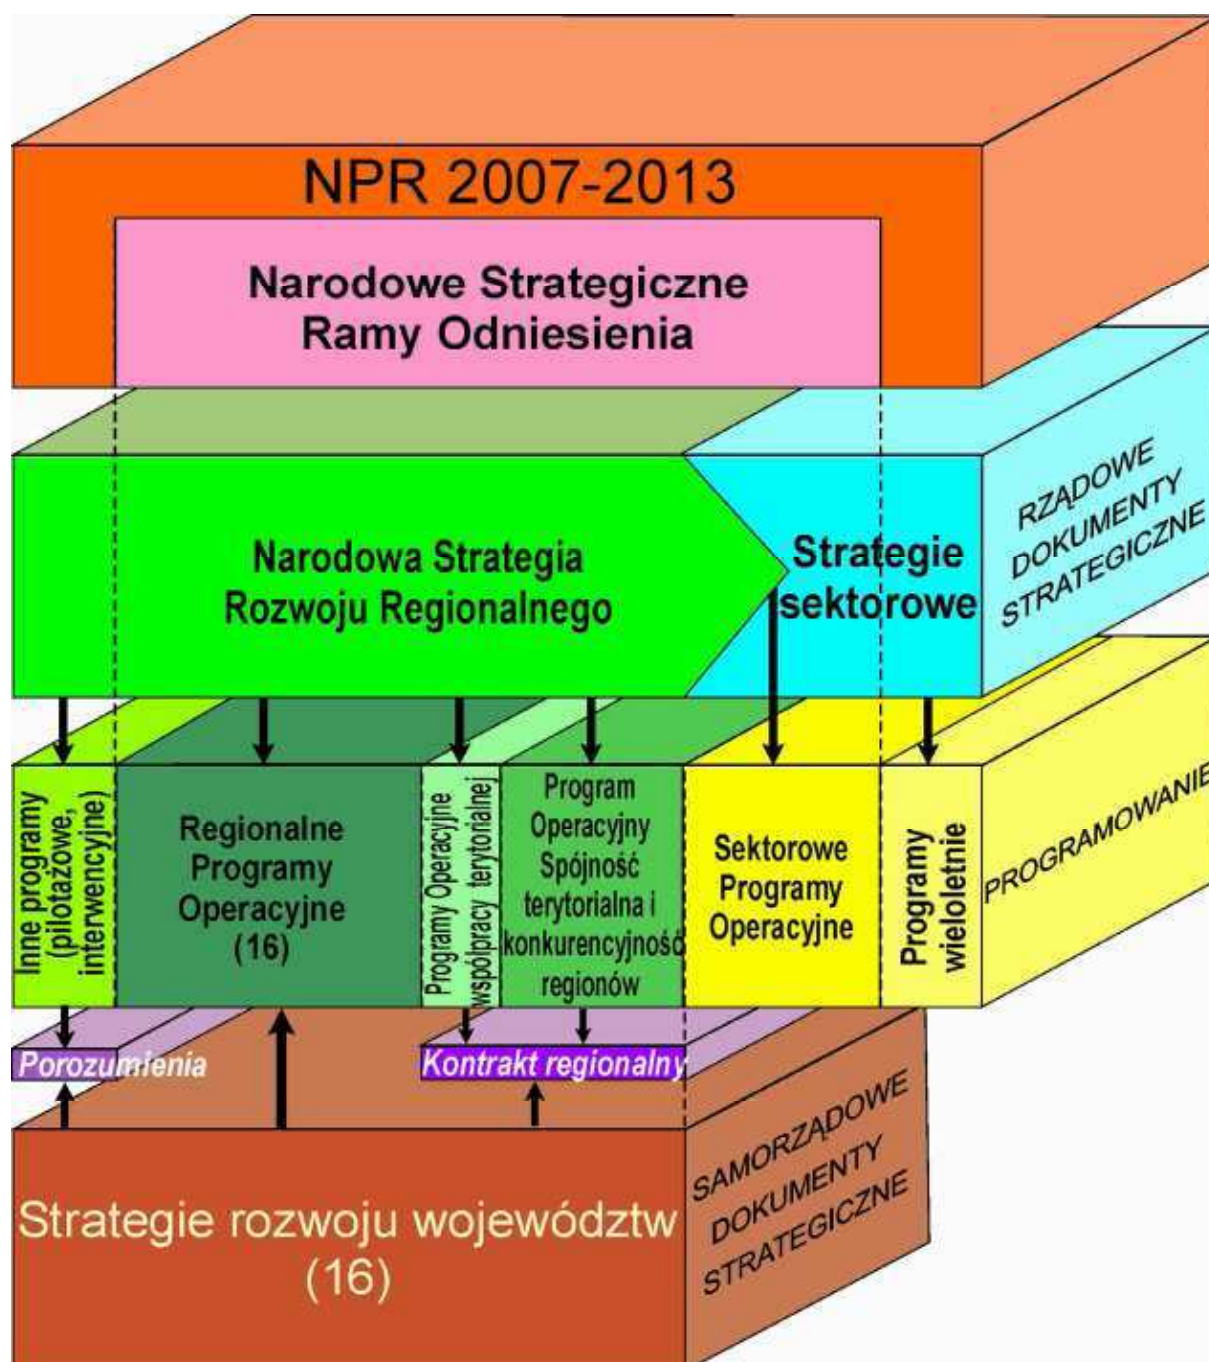 NPR 2007-2013
Narodowe Strategiczne
Ramy Odniesienia
Narodowa Strategia
Rozwoju Regionalnego
Strategie
sektorowe
RZĄDOWE
DOKUMENTY
STRATEGICZNE
Inne programy
(pilotażowe,
interwencyjne)
Regionalne
Programy
Operacyjne
(16)
Programy Operacyjne
współpracy terytorialnej
Program
Operacyjny
Spójność
terytorialna i
konkurencyjność
regionów
Sektorowe
Programy
Operacyjne
Programy
wieloletnie
PROGRAMOWANIE
Porozumienia
Kontrakt regionalny
Strategie rozwoju województw
(16)
SAMORZĄDOWE
DOKUMENTY
STRATEGICZNE